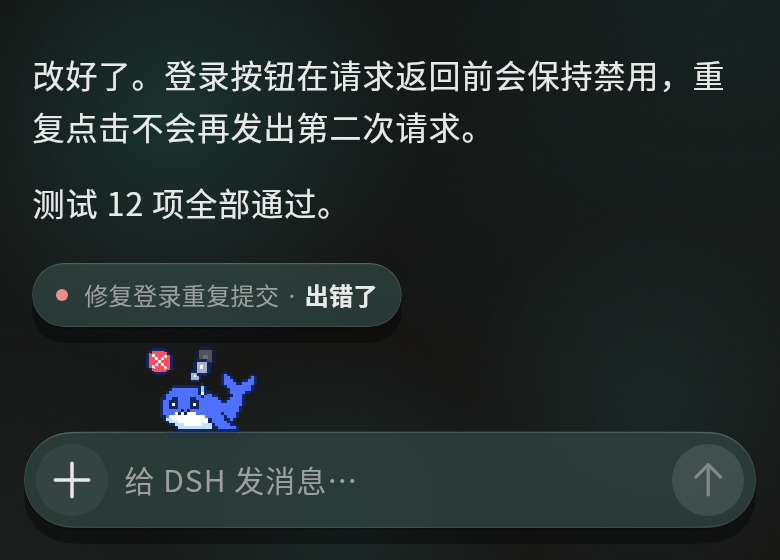 改好了。登录按钮在请求返回前会保持禁用，重
复点击不会再发出第二次请求。
测试 12 项全部通过。
修复登录重复提交 · 出错了
给 DSH 发消息…